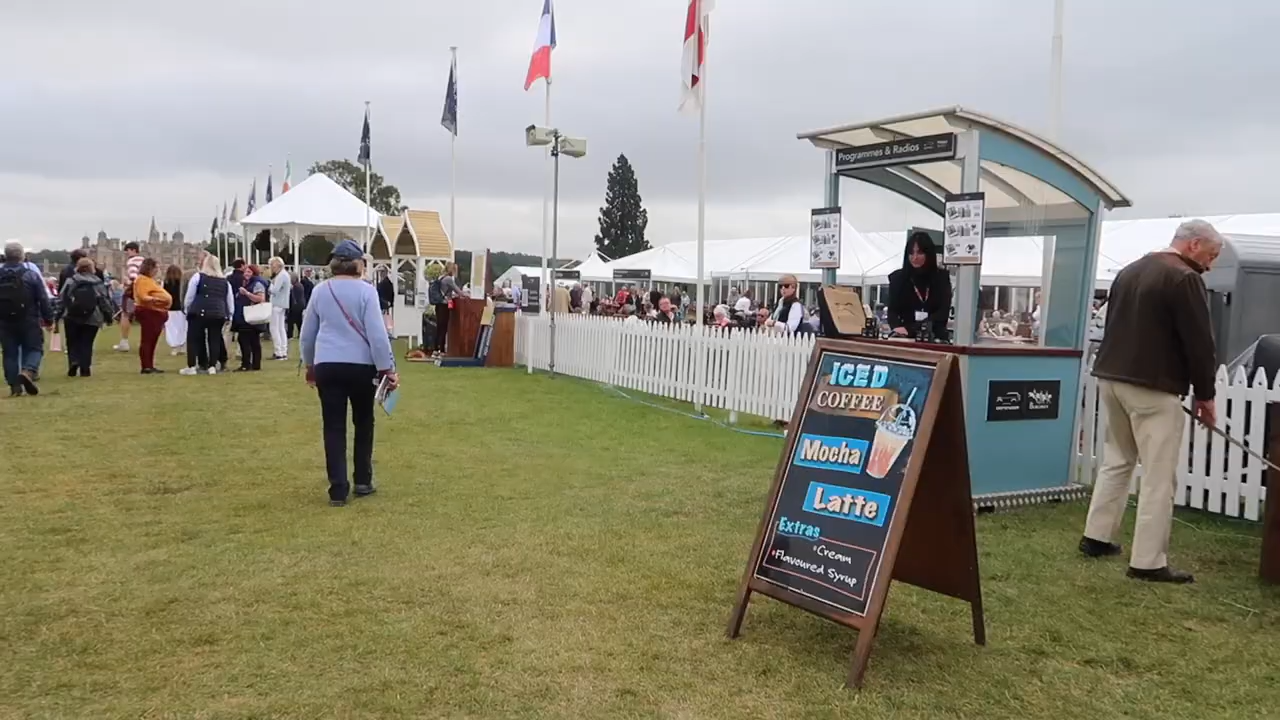 Programmes & Radios
ICED
COFFEE
Mocha
Latte
Extras
•Cream
•Flavoured Syrup